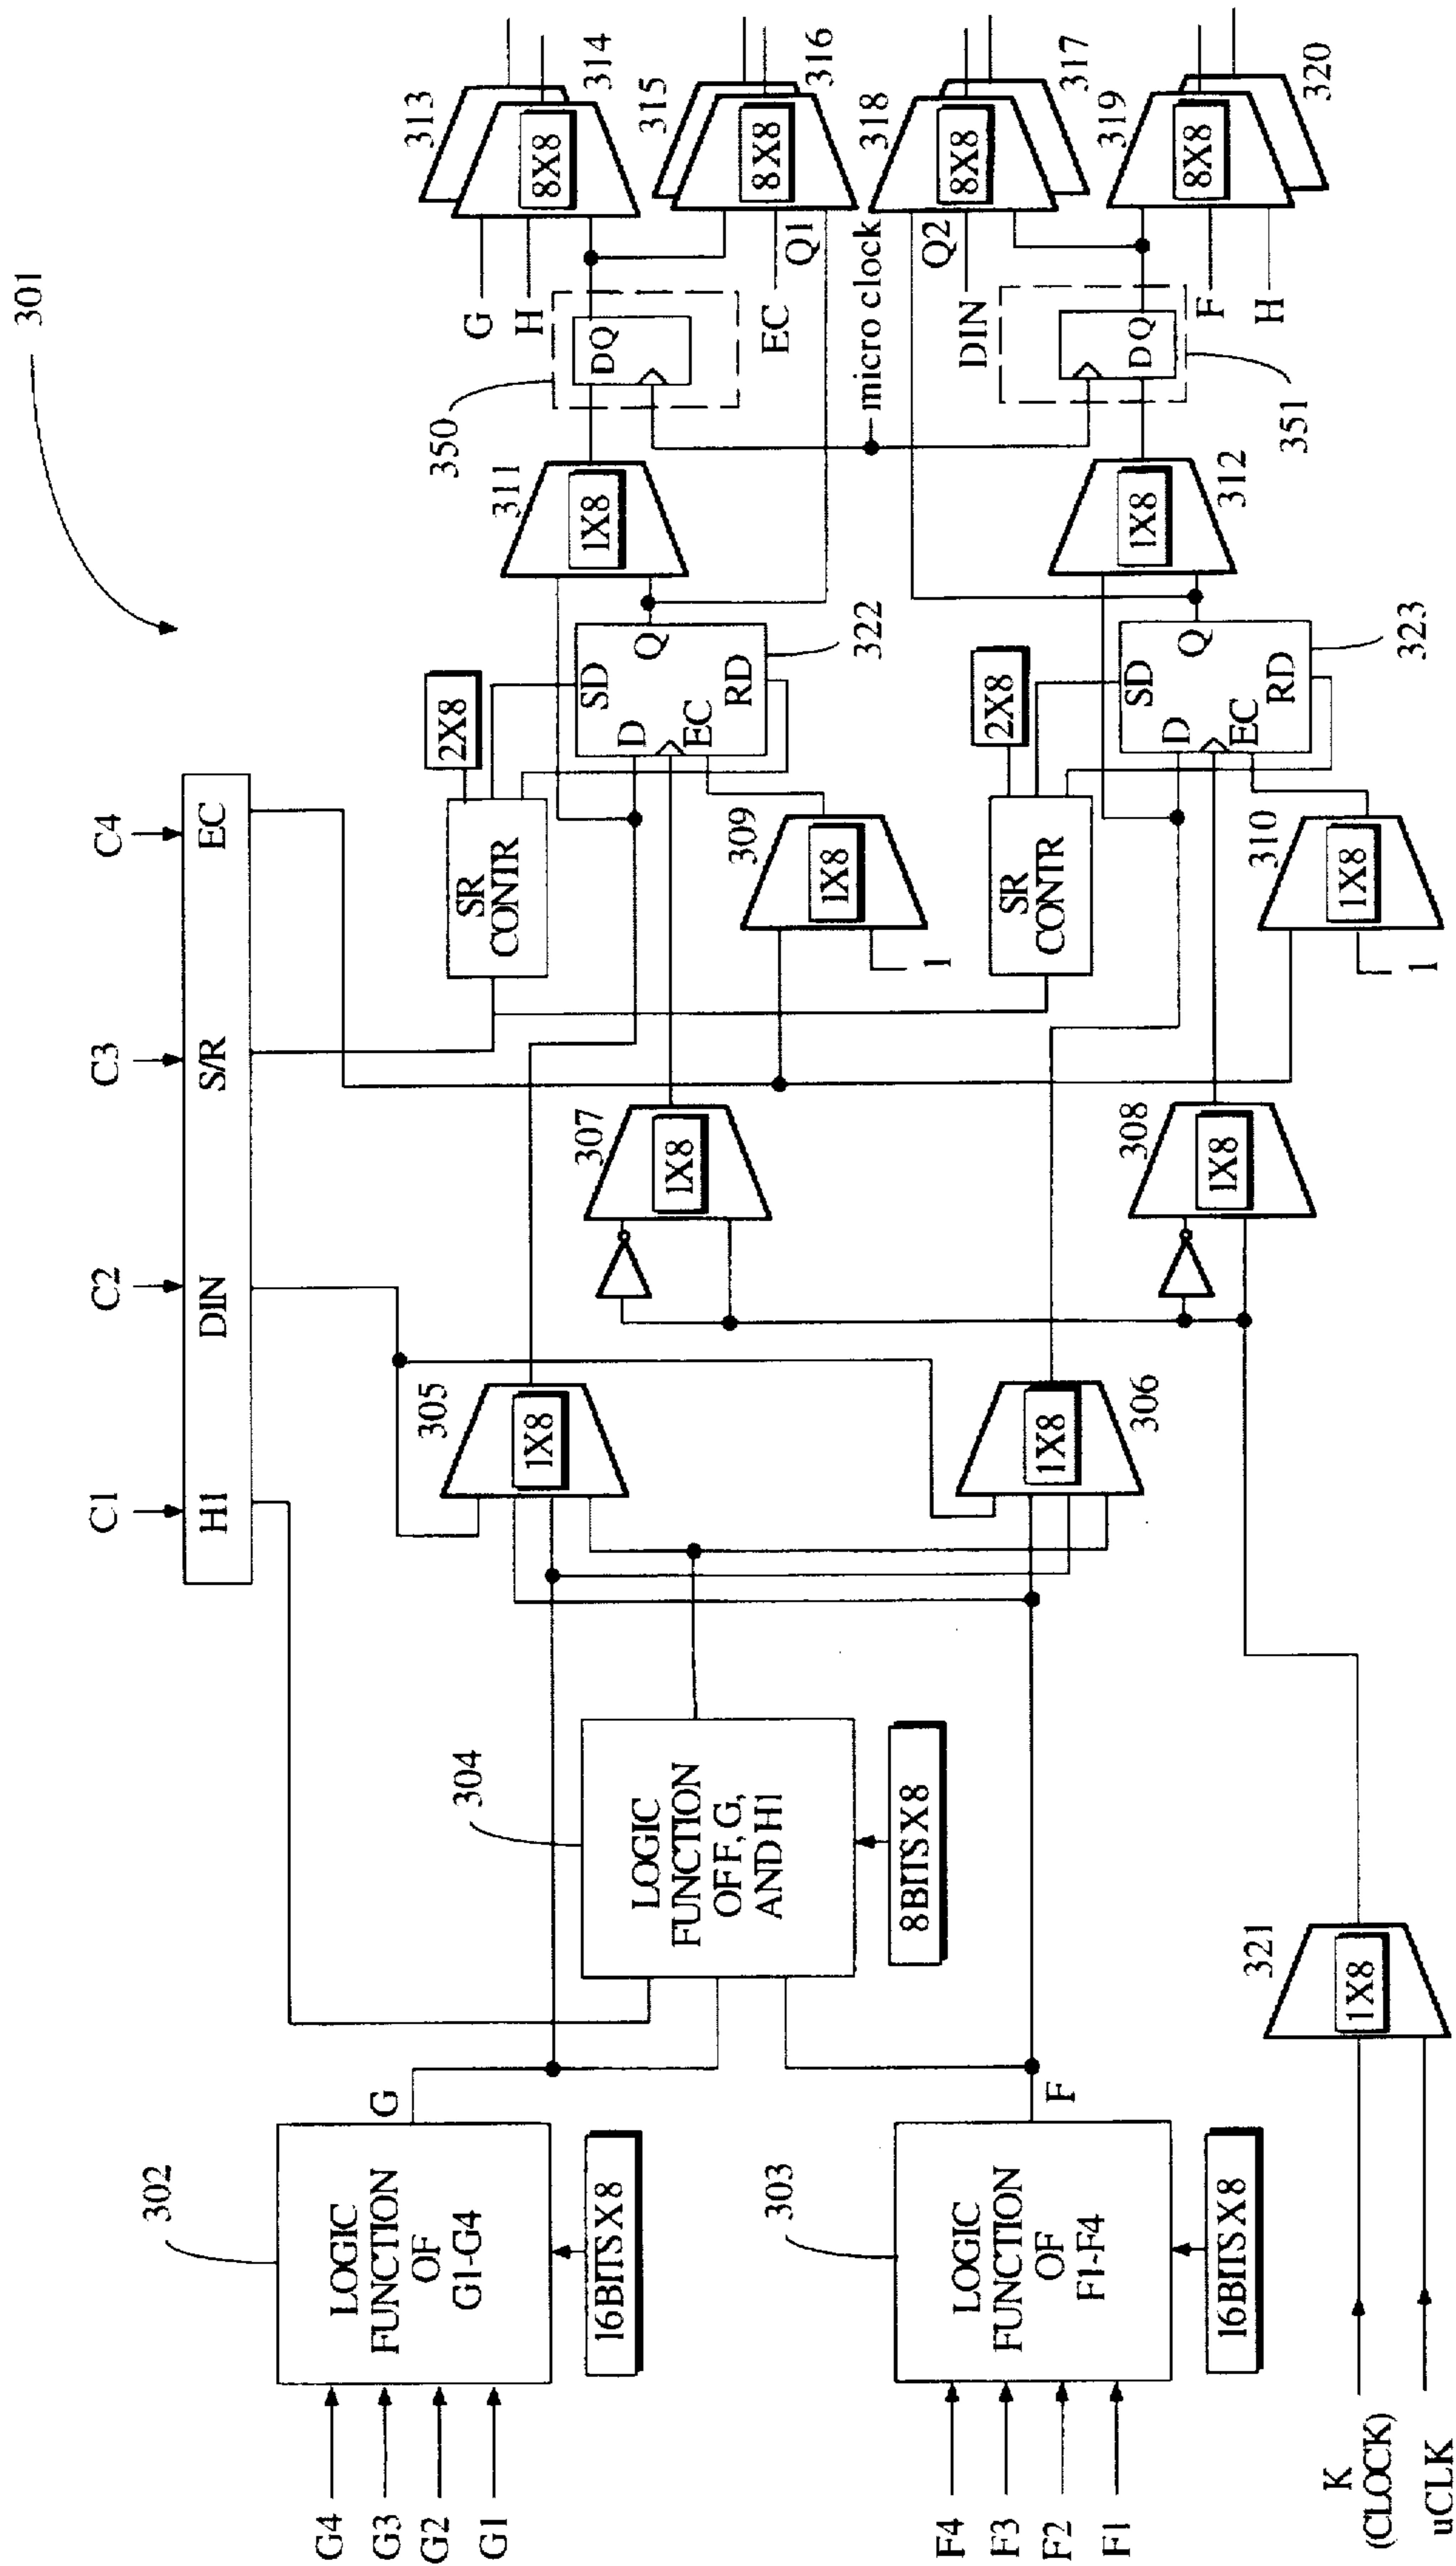 301
C1
C2
C3
C4
H1
DIN
S/R
EC
302
LOGIC
FUNCTION
OF
G1-G4
G4
G3
G2
G1
G
16BITS X 8
303
LOGIC
FUNCTION
OF
F1-F4
F4
F3
F2
F1
F
16BITS X 8
304
LOGIC
FUNCTION
OF F, G,
AND H1
8BITS X 8
K
(CLOCK)
uCLK
321
1X8
305
1X8
306
1X8
307
1X8
308
1X8
309
1X8
1
310
1X8
1
SR
CONTR
2X8
SR
CONTR
2X8
SD
D
Q
EC
RD
322
SD
D
Q
EC
RD
323
311
1X8
312
1X8
350
D Q
351
D Q
micro clock
G
H
313
8X8
314
315
8X8
316
EC
Q1
318
8X8
317
Q2
DIN
319
8X8
320
F
H